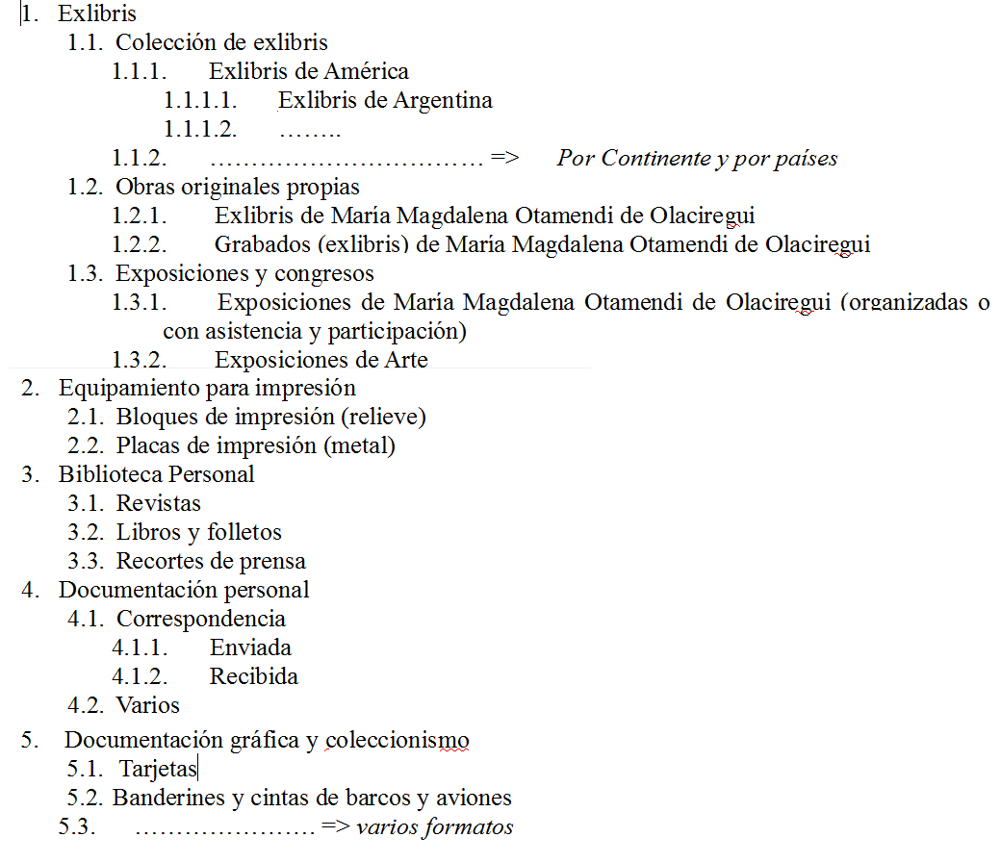 1. Exlibris
1.1. Colección de exlibris
1.1.1. Exlibris de América
1.1.1.1. Exlibris de Argentina
1.1.1.2. ……..
1.1.2. …………………………… => Por Continente y por países
1.2. Obras originales propias
1.2.1. Exlibris de María Magdalena Otamendi de Olaciregui
1.2.2. Grabados (exlibris) de María Magdalena Otamendi de Olaciregui
1.3. Exposiciones y congresos
1.3.1. Exposiciones de María Magdalena Otamendi de Olaciregui (organizadas o
con asistencia y participación)
1.3.2. Exposiciones de Arte
2. Equipamiento para impresión
2.1. Bloques de impresión (relieve)
2.2. Placas de impresión (metal)
3. Biblioteca Personal
3.1. Revistas
3.2. Libros y folletos
3.3. Recortes de prensa
4. Documentación personal
4.1. Correspondencia
4.1.1. Enviada
4.1.2. Recibida
4.2. Varios
5. Documentación gráfica y coleccionismo
5.1. Tarjetas
5.2. Banderines y cintas de barcos y aviones
5.3. …………………. => varios formatos